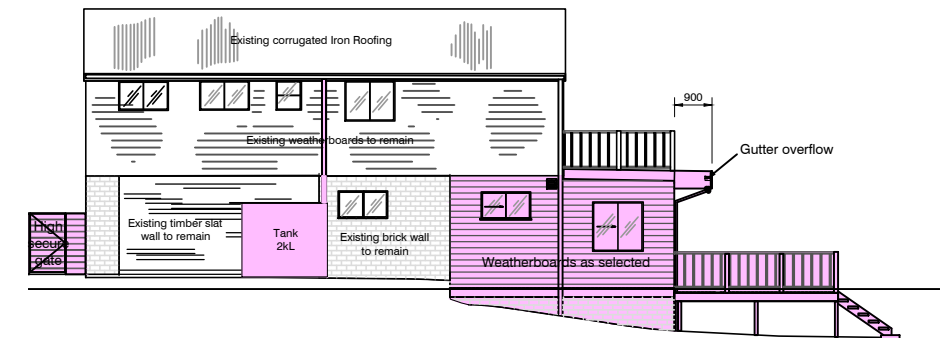 Existing corrugated Iron Roofing
900
Existing weatherboards to remain
Gutter overflow
High
secure
gate
Existing timber slat
wall to remain
Tank
2kL
Existing brick wall
to remain
Weatherboards as selected